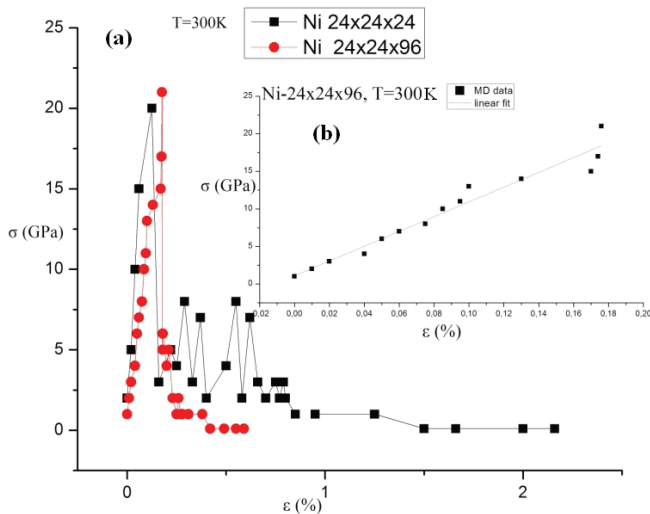 (a)
T=300K
Ni 24x24x24
Ni 24x24x96
Ni-24x24x96, T=300K
MD data
linear fit
(b)
σ (GPa)
25
20
15
10
5
0
0,00 0,02 0,04 0,06 0,08 0,10 0,12 0,14 0,16 0,18 0,20
ε (%)
σ (GPa)
25
20
15
10
5
0
0 1 2
ε (%)